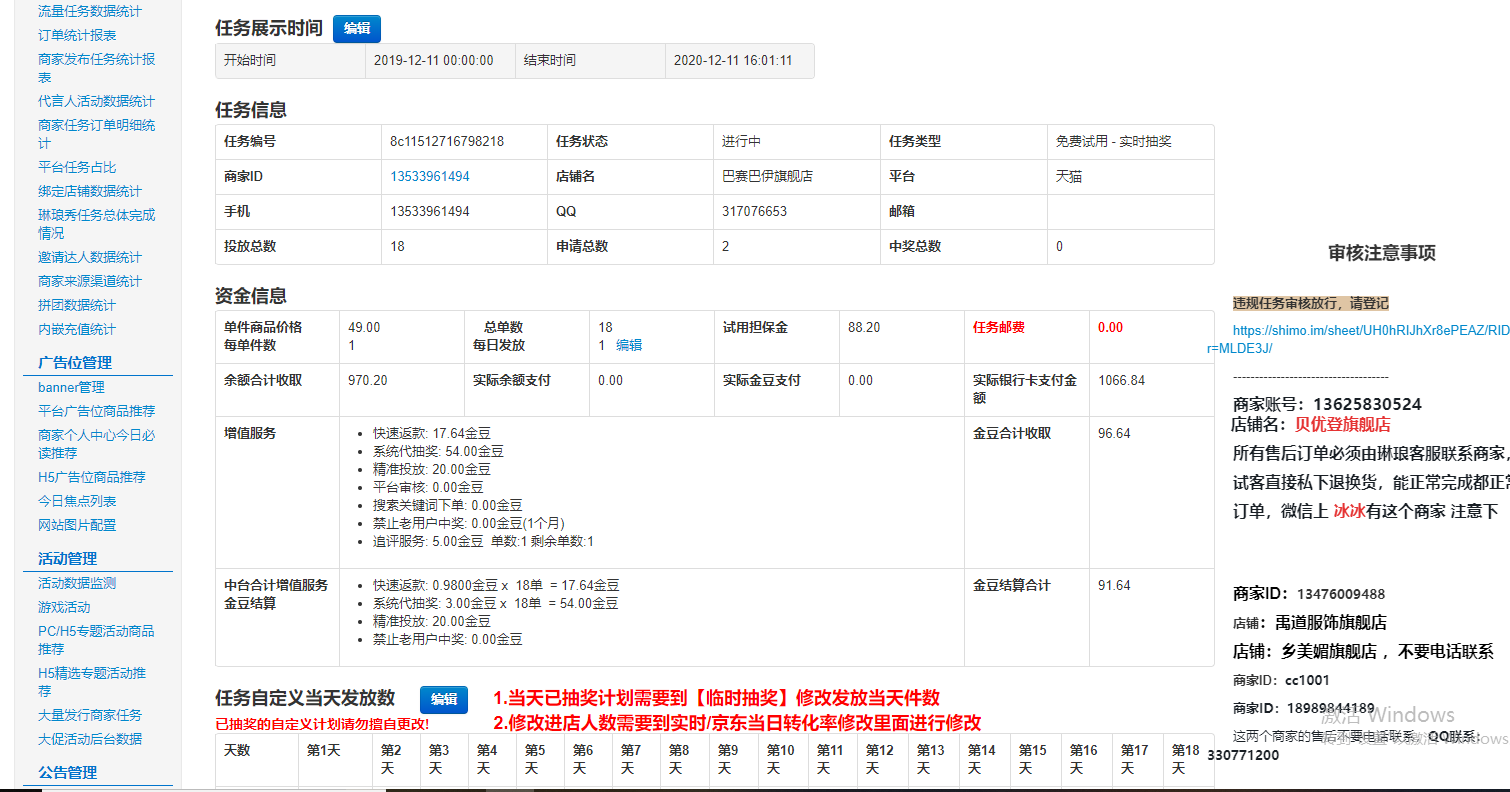 流量任务数据统计
订单统计报表
商家发布任务统计报
表
代言人活动数据统计
商家任务订单明细统
计
平台任务占比
绑定店铺数据统计
琳琅秀任务总体完成
情况
邀请达人数据统计
商家来源渠道统计
拼团数据统计
内嵌充值统计
广告位管理
banner管理
平台广告位商品推荐
商家个人中心今日必
读推荐
H5广告位商品推荐
今日焦点列表
网站图片配置
活动管理
活动数据监测
游戏活动
PC/H5专题活动商品
推荐
H5精选专题活动推
荐
大量发行商家任务
大促活动后台数据
公告管理
任务展示时间 编辑
开始时间 2019-12-11 00:00:00 结束时间 2020-12-11 16:01:11
任务信息
任务编号 8c11512716798218 任务状态 进行中 任务类型 免费试用 - 实时抽奖
商家ID 13533961494 店铺名 巴赛巴伊旗舰店 平台 天猫
手机 13533961494 QQ 317076653 邮箱
投放总数 18 申请总数 2 中奖总数 0
资金信息
单件商品价格 49.00 总单数 18 试用担保金 88.20 任务邮费 0.00
每单件数 1 每日发放 1 编辑
余额合计收取 970.20 实际余额支付 0.00 实际金豆支付 0.00 实际银行卡支付金 1066.84
额
增值服务 快速返款: 17.64金豆 金豆合计收取 96.64
系统代抽奖: 54.00金豆
精准投放: 20.00金豆
平台审核: 0.00金豆
搜索关键词下单: 0.00金豆
禁止老用户中奖: 0.00金豆(1个月)
追评服务: 5.00金豆 单数:1 剩余单数:1
中台合计增值服务 快速返款: 0.9800金豆 x 18单 = 17.64金豆 金豆结算合计 91.64
金豆结算 系统代抽奖: 3.00金豆 x 18单 = 54.00金豆
精准投放: 20.00金豆
禁止老用户中奖: 0.00金豆
任务自定义当天发放数 编辑 1.当天已抽奖计划需要到【临时抽奖】修改发放当天件数
已抽奖的自定义计划请勿擅自更改! 2.修改进店人数需要到实时/京东当日转化率修改里面进行修改
天数 第1天 第2 第3 第4 第5 第6 第7 第8 第9 第10 第11 第12 第13 第14 第15 第16 第17 第18
天 天 天 天 天 天 天 天 天 天 天 天 天 天 天 天 天
审核注意事项
违规任务审核放行，请登记
https://shimo.im/sheet/UH0hRIJhXr8ePEAZ/RID
r=MLDE3J/
------------------------------------
商家账号：13625830524
店铺名：贝优登旗舰店
所有售后订单必须由琳琅客服联系商家，
试客直接私下退换货，能正常完成都正常
订单，微信上 冰冰有这个商家 注意下
商家ID：13476009488
店铺：禹道服饰旗舰店
店铺：乡美媚旗舰店 ，不要电话联系
商家ID：cc1001
商家ID：18989844189
激活 Windows
这两个商家的售后不要电话联系，QQ联系：
转到"设置"以激活 Windows
330771200